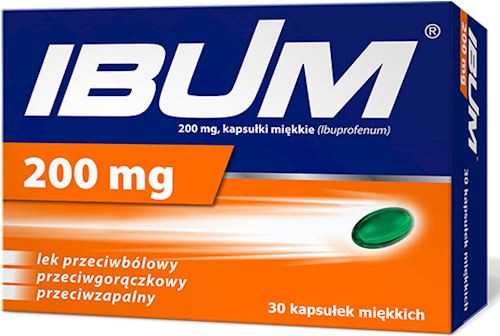 IBUM®
200 mg, kapsułki miękkie (Ibuprofenum)
200 mg
lek przeciwbólowy
przeciwgorączkowy
przeciwzapalny
30 kapsułek miękkich
IBUM
200 mg
30 kapsułek miękkich